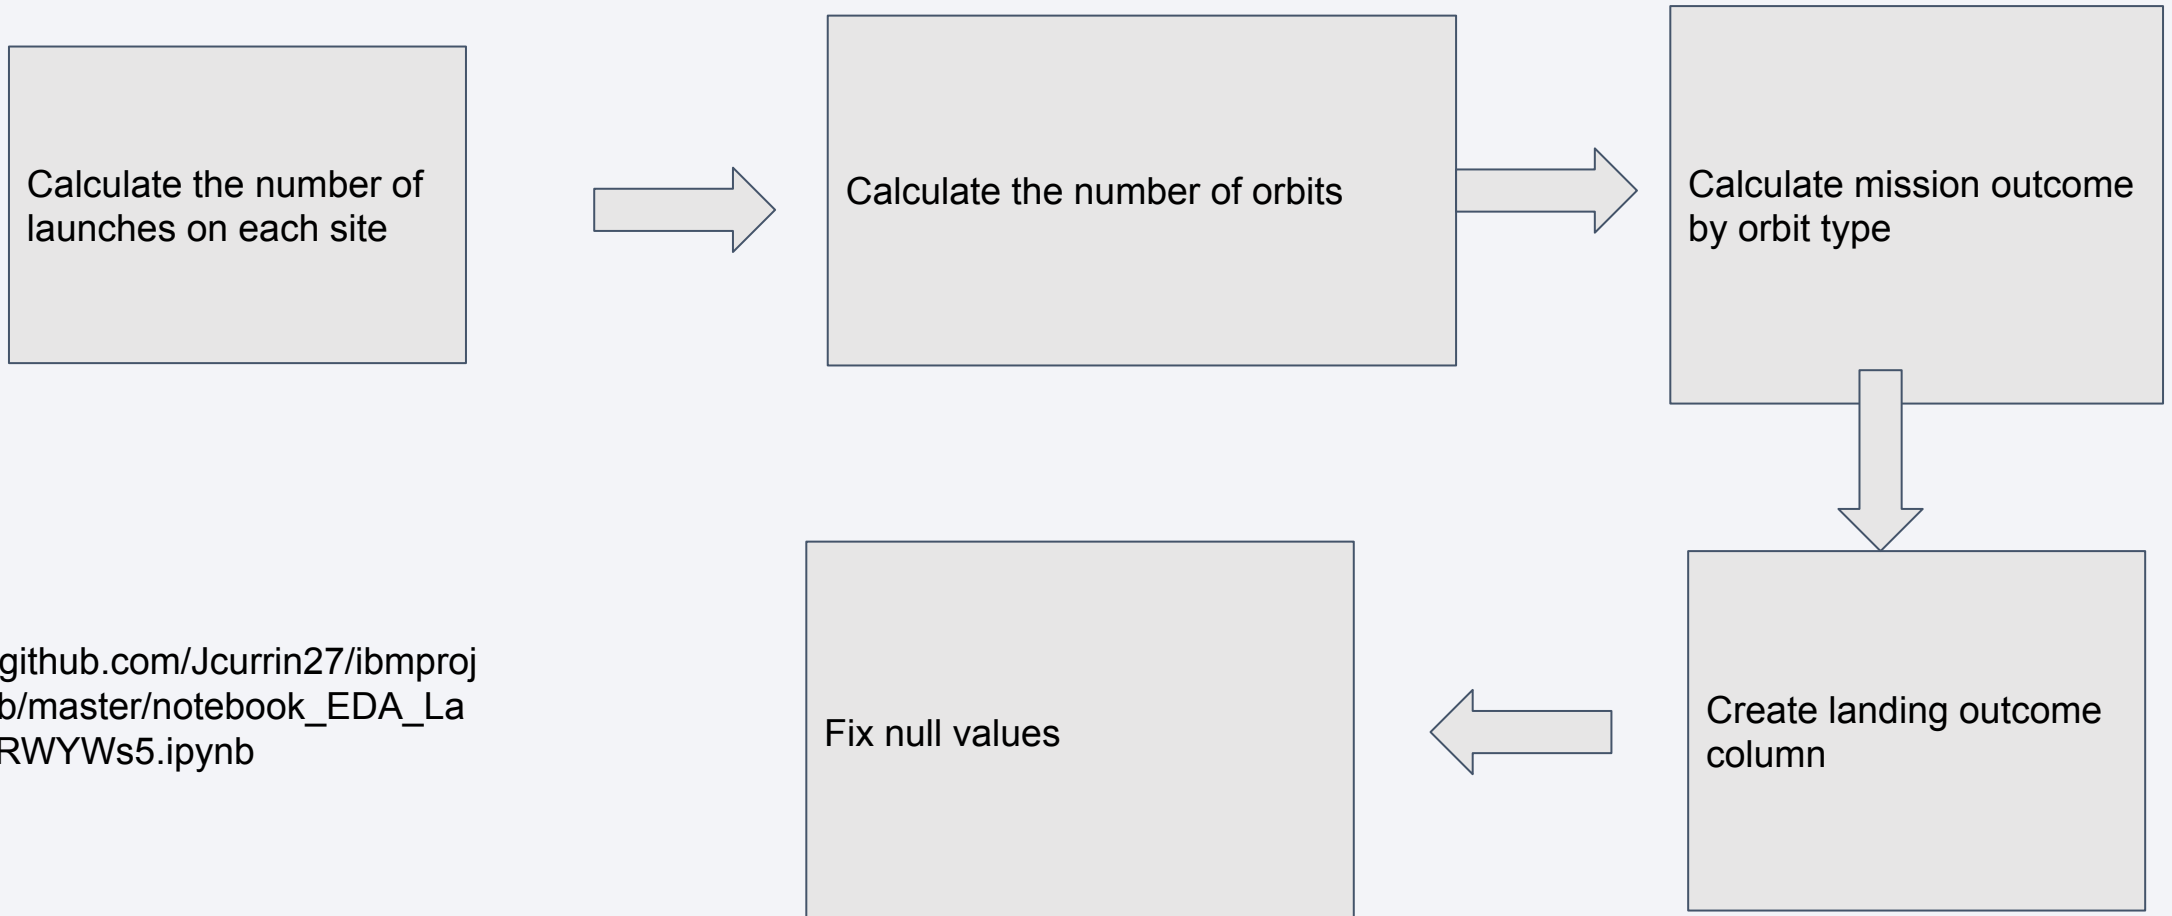 Calculate the number of
launches on each site
Calculate the number of orbits
Calculate mission outcome
by orbit type
Create landing outcome
column
Fix null values
github.com/Jcurrin27/ibmproj
b/master/notebook_EDA_La
RWYWs5.ipynb